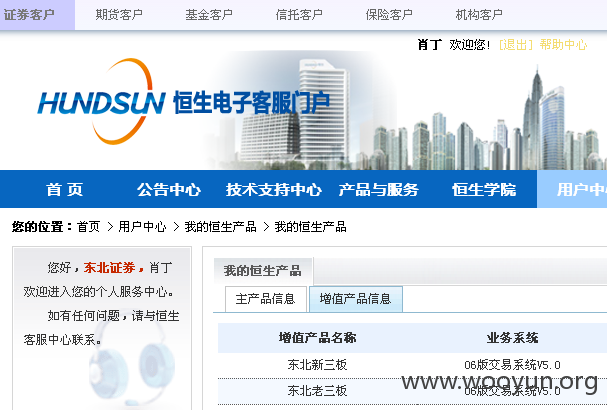 证券客户 期货客户 基金客户 信托客户 保险客户 机构客户
肖丁 欢迎您! [退出] 帮助中心
HUNDSUN 恒生电子客服门户
首 页 公告中心 技术支持中心 产品与服务 恒生学院 用户中
您的位置：首页 > 用户中心 > 我的恒生产品 > 我的恒生产品
您好，东北证券，肖丁
欢迎进入您的个人服务中心。
如有任何问题，请与恒生
客服中心联系。
我的恒生产品
主产品信息 增值产品信息
增值产品名称 业务系统
东北新三板 06版交易系统V5.0
东北老三板 06版交易系统V5.0
www.wooyun.org